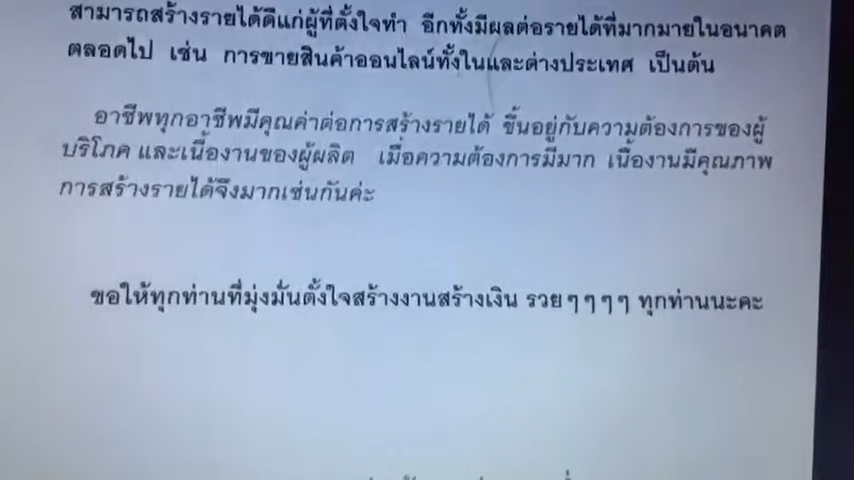 สามารถสร้างรายได้ดีแก่ผู้ที่ตั้งใจทำ อีกทั้งมีผลต่อรายได้ที่มากมายในอนาคต
ตลอดไป เช่น การขายสินค้าออนไลน์ทั้งในและต่างประเทศ เป็นต้น
อาชีพทุกอาชีพมีคุณค่าต่อการสร้างรายได้ ขึ้นอยู่กับความต้องการของผู้
บริโภค และเนื้องานของผู้ผลิต เมื่อความต้องการมีมาก เนื้องานมีคุณภาพ
การสร้างรายได้จึงมากเช่นกันค่ะ
ขอให้ทุกท่านที่มุ่งมั่นตั้งใจสร้างงานสร้างเงิน รวยๆๆๆๆ ทุกท่านนะคะ